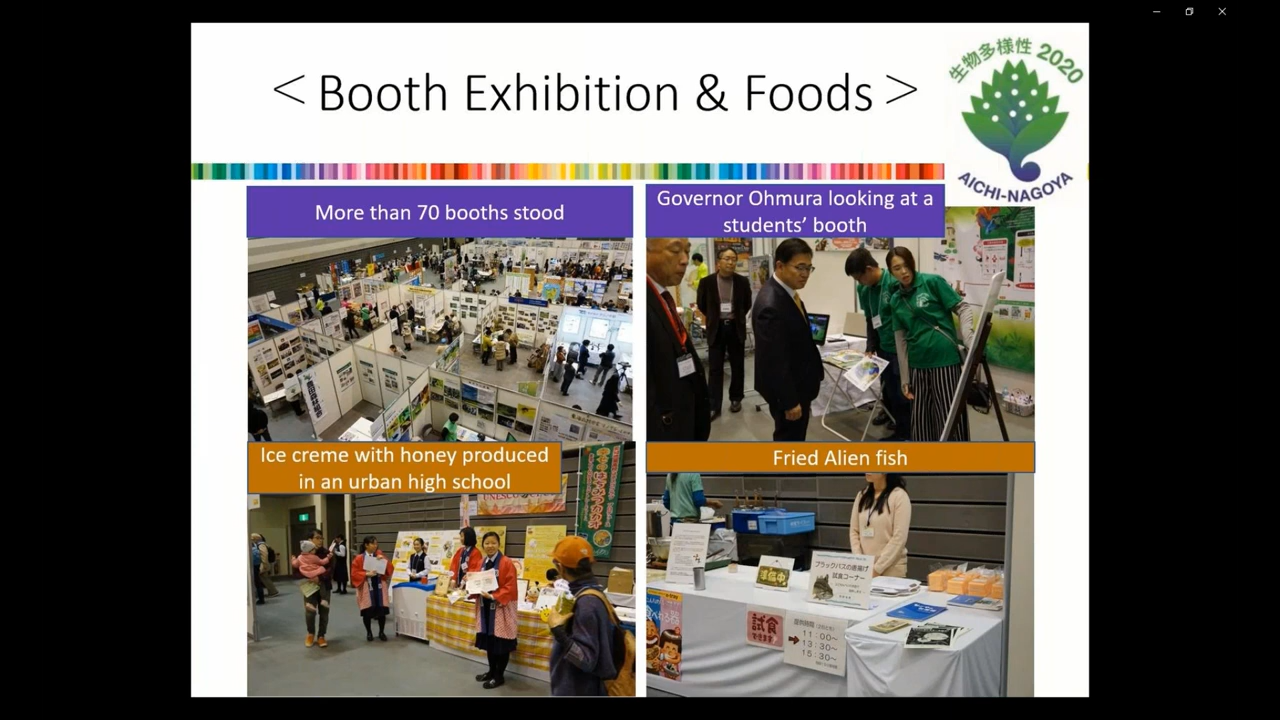 < Booth Exhibition & Foods >
生物多様性 2020
AICHI-NAGOYA
More than 70 booths stood
Governor Ohmura looking at a
students’ booth
Ice creme with honey produced
in an urban high school
Fried Alien fish
UNESCO
準備中
ブラックバスの唐揚げ
試食コーナー
試食
11:00~
13:30~
15:30~